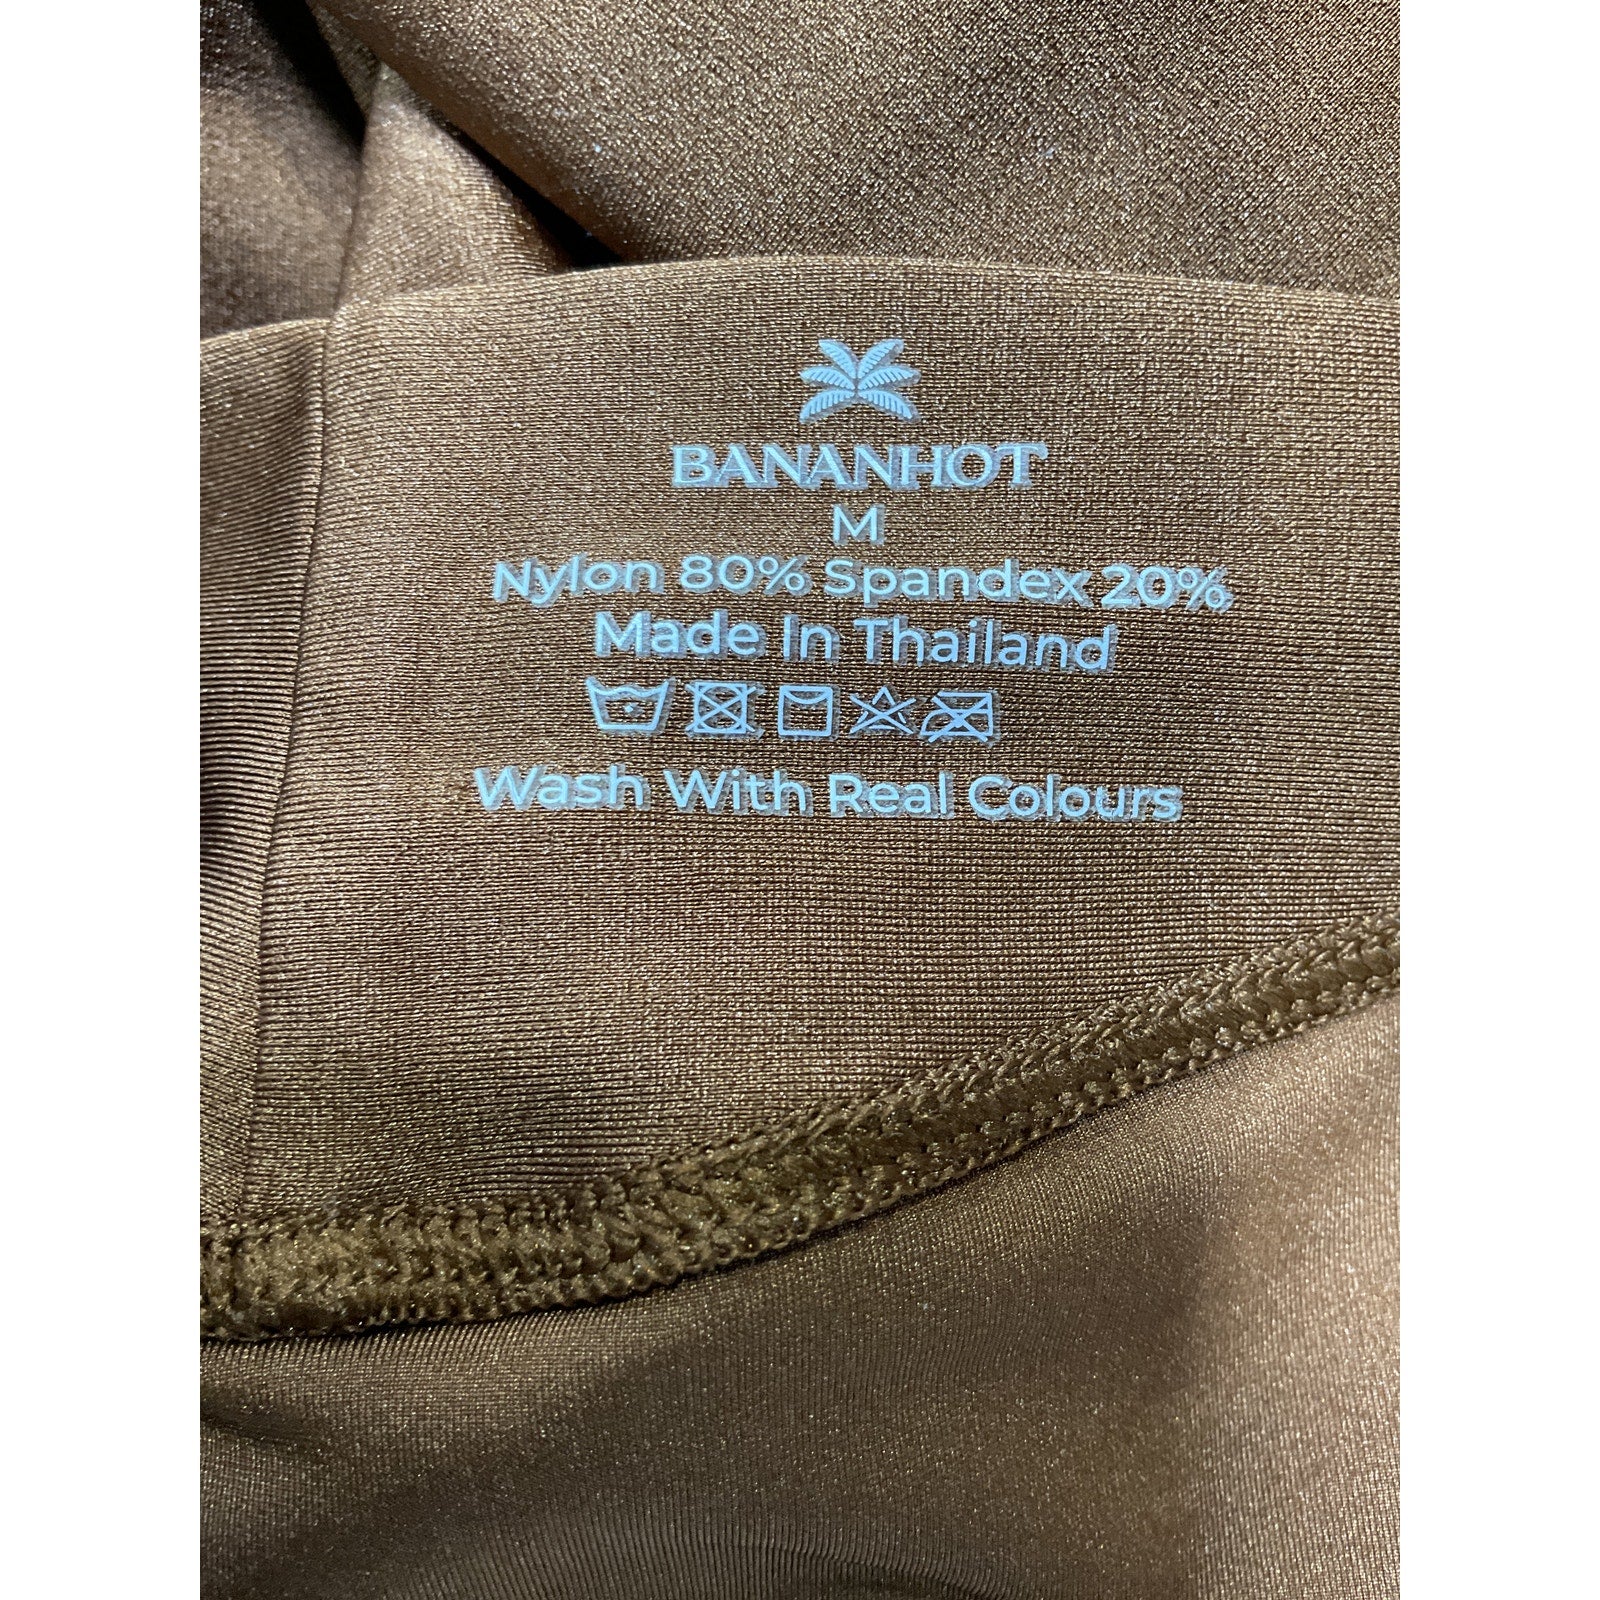 BANANHOT
M
Nylon 80% Spandex 20%
Made In Thailand
Wash With Real Colours